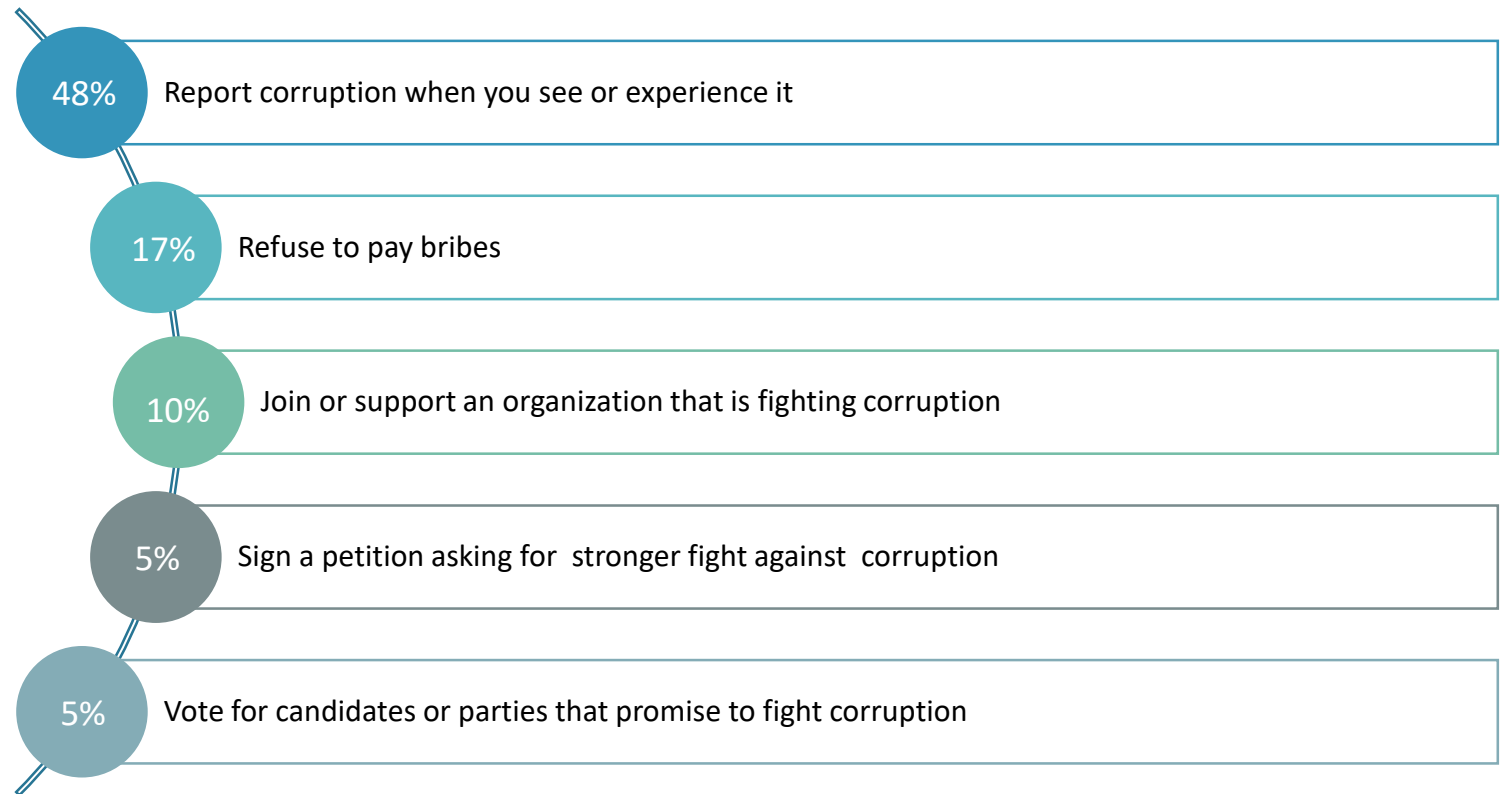 48% Report corruption when you see or experience it
17% Refuse to pay bribes
10% Join or support an organization that is fighting corruption
5% Sign a petition asking for  stronger fight against  corruption
5% Vote for candidates or parties that promise to fight corruption